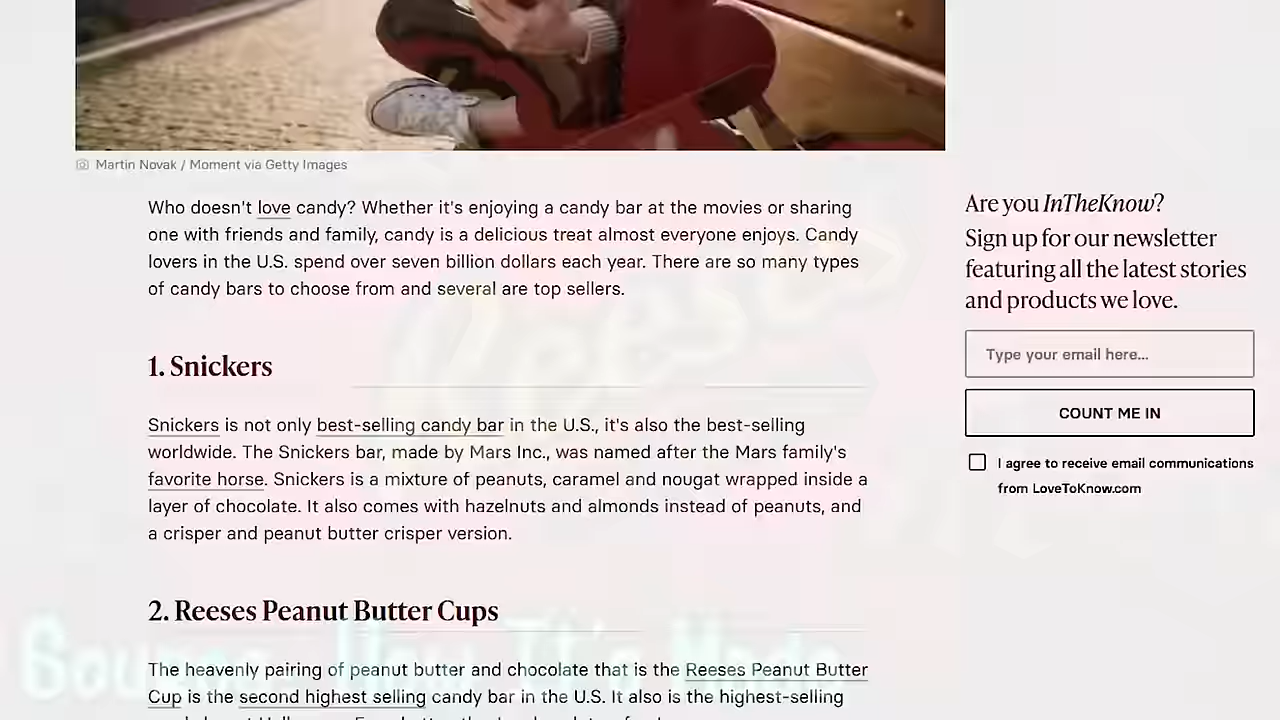 Martin Novak / Moment via Getty Images
Who doesn't love candy? Whether it's enjoying a candy bar at the movies or sharing
one with friends and family, candy is a delicious treat almost everyone enjoys. Candy
lovers in the U.S. spend over seven billion dollars each year. There are so many types
of candy bars to choose from and several are top sellers.
1. Snickers
Snickers is not only best-selling candy bar in the U.S., it's also the best-selling
worldwide. The Snickers bar, made by Mars Inc., was named after the Mars family's
favorite horse. Snickers is a mixture of peanuts, caramel and nougat wrapped inside a
layer of chocolate. It also comes with hazelnuts and almonds instead of peanuts, and
a crisper and peanut butter crisper version.
2. Reeses Peanut Butter Cups
The heavenly pairing of peanut butter and chocolate that is the Reeses Peanut Butter
Cup is the second highest selling candy bar in the U.S. It also is the highest-selling
Are you InTheKnow?
Sign up for our newsletter
featuring all the latest stories
and products we love.
Type your email here...
COUNT ME IN
I agree to receive email communications
from LoveToKnow.com
Reese's
Source: How It's Made